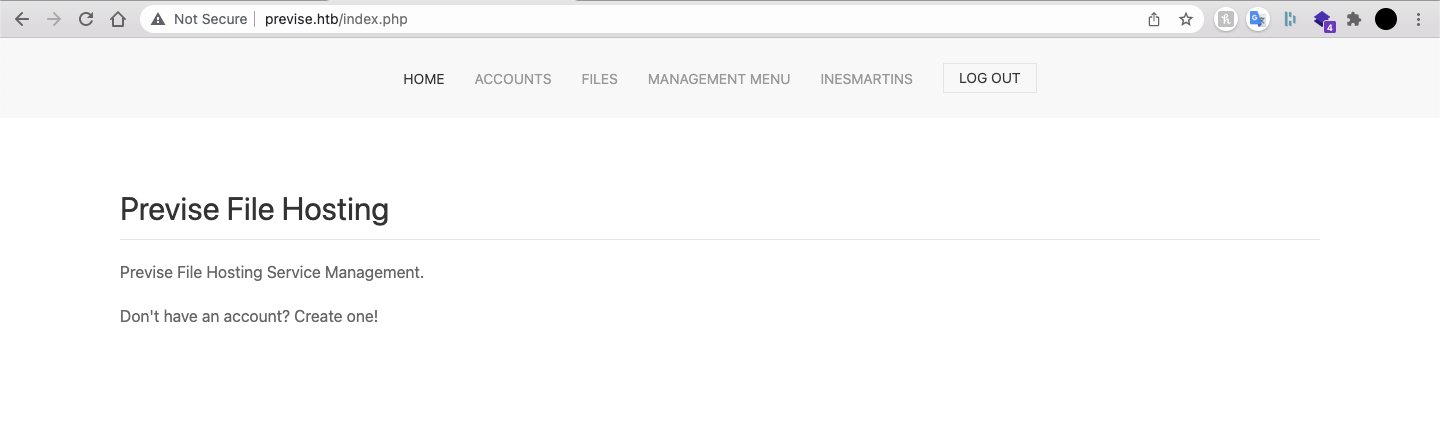 Not Secure previse.htb/index.php
4
HOME ACCOUNTS FILES MANAGEMENT MENU INESMARTINS LOG OUT
Previse File Hosting
Previse File Hosting Service Management.
Don't have an account? Create one!